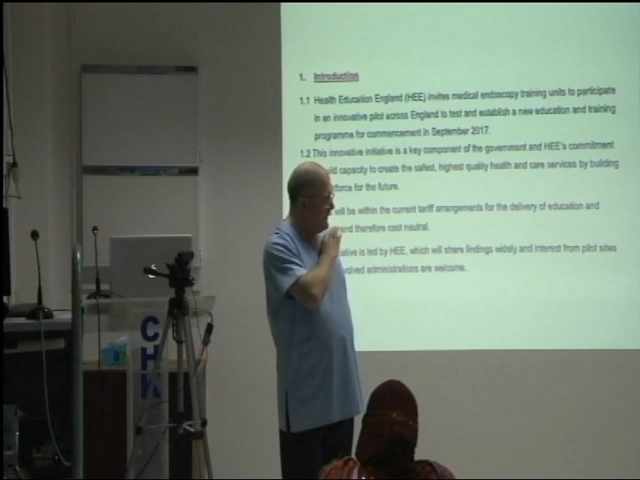 1. Introduction
1.1 Health Education England (HEE) invites medical endoscopy training units to participate
in an innovative pilot across England to test and establish a new education and training
programme for commencement in September 2017.
1.2 This innovative initiative is a key component of the government and HEE's commitment
capacity to create the safest, highest quality health and care services by building
for the future.
will be within the current tariff arrangements for the delivery of education and
and therefore cost neutral.
is led by HEE, which will share findings widely and interest from pilot sites
administrations are welcome.
CHK